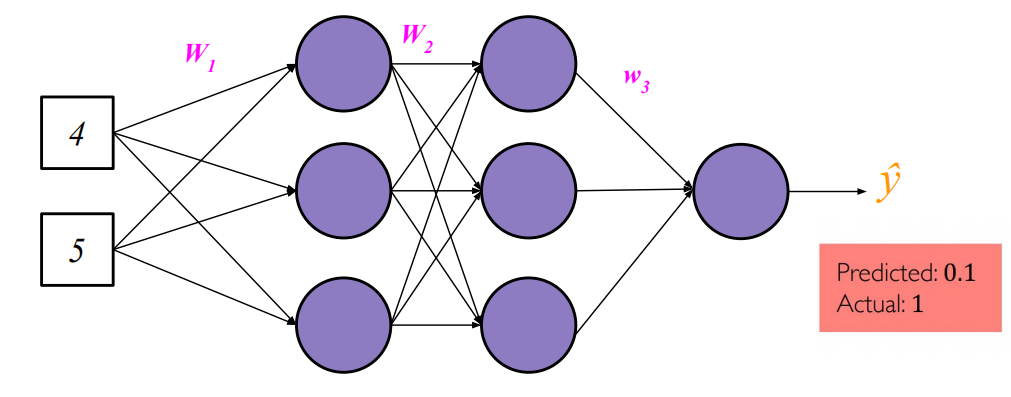 W₁
W₂
w₃
4
5
ŷ
Predicted: 0.1
Actual: 1